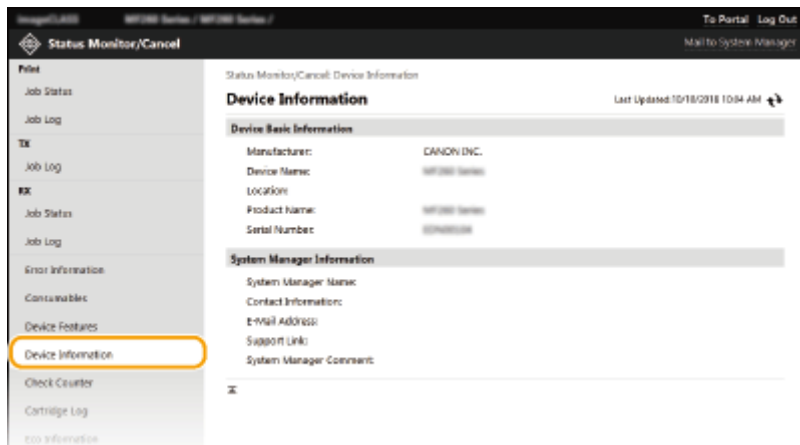 To Portal Log Out
Status Monitor/Cancel
Mail to System Manager
Print
Job Status
Job Log
TX
Job Log
RX
Job Status
Job Log
Error Information
Consumables
Device Features
Device Information
Check Counter
Cartridge Log
Eco Information
Status Monitor/Cancel: Device Information
Device Information
Last Updated:10/18/2018 10:04 AM
Device Basic Information
Manufacturer: CANON INC.
Device Name:
Location:
Product Name:
Serial Number:
System Manager Information
System Manager Name:
Contact Information:
E-Mail Address:
Support Link:
System Manager Comment: